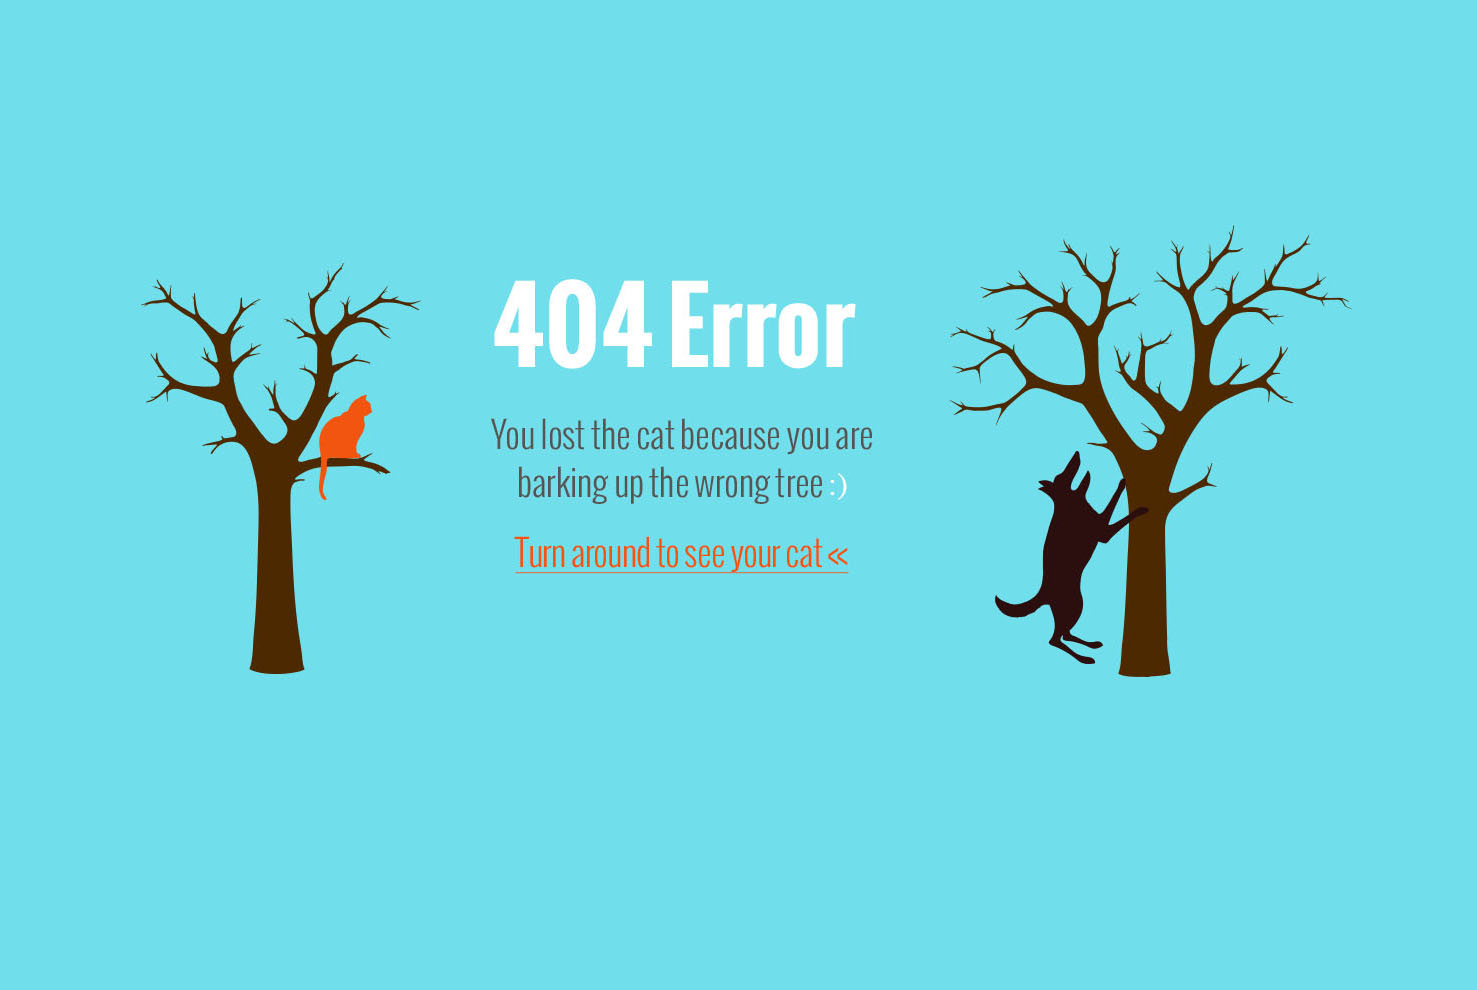 404 Error
You lost the cat because you are
barking up the wrong tree :)
Turn around to see your cat «